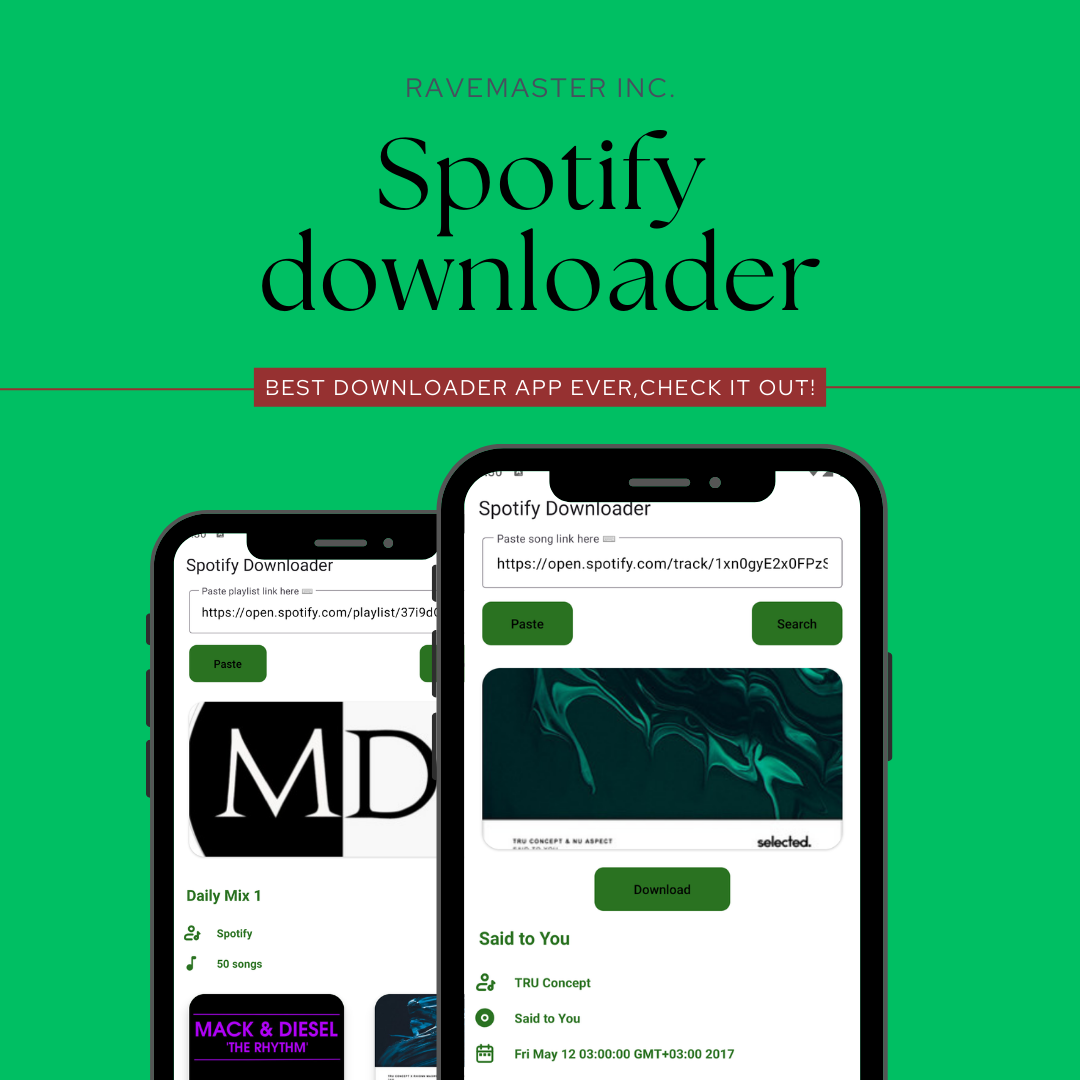 RAVEMASTER INC.
Spotify
downloader
BEST DOWNLOADER APP EVER,CHECK IT OUT!
Spotify Downloader
Paste playlist link here
https://open.spotify.com/playlist/37i9d
Paste
MD
Daily Mix 1
Spotify
50 songs
MACK & DIESEL
'THE RHYTHM'
Spotify Downloader
Paste song link here
https://open.spotify.com/track/1xn0gyE2x0FPzS
Paste
Search
TRU CONCEPT & NU ASPECT
SAID TO YOU
selected.
Download
Said to You
TRU Concept
Said to You
Fri May 12 03:00:00 GMT+03:00 2017